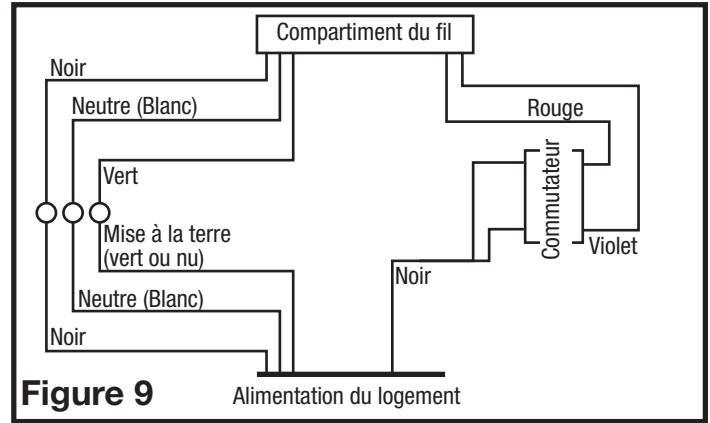 Compartiment du fil
Noir
Neutre (Blanc)
Rouge
Commutateur
Vert
Mise à la terre
(vert ou nu)
Violet
Noir
Neutre (Blanc)
Noir
Figure 9
Alimentation du logement